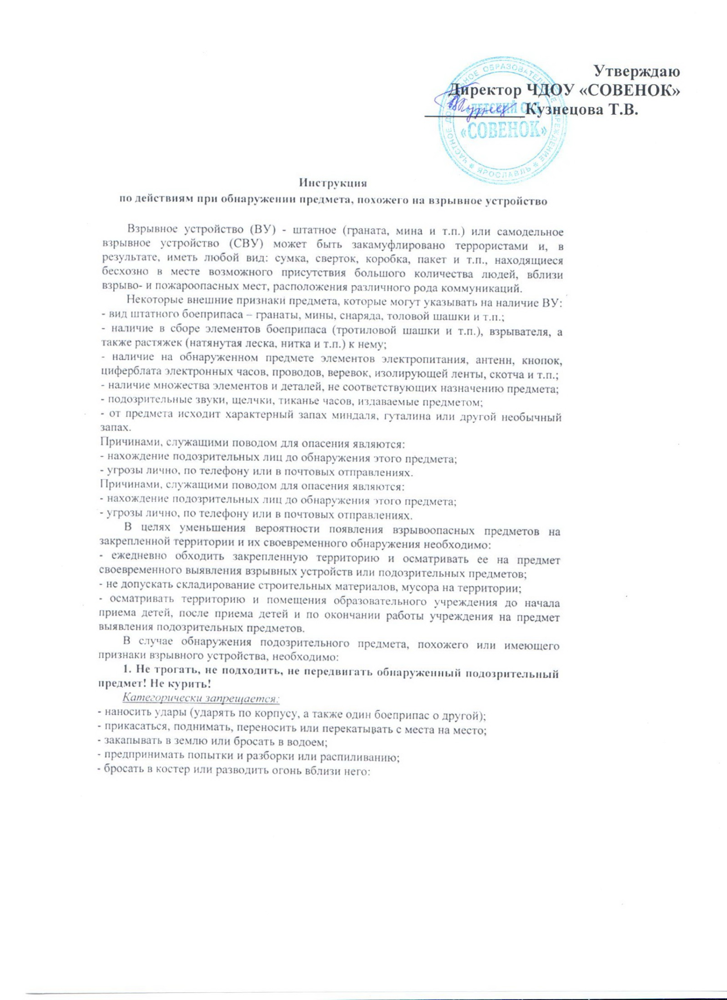 Утверждаю
Директор ЧДОУ «СОВЕНОК»
Кузнецова Т.В.
ЧАСТНОЕ ДОШКОЛЬНОЕ ОБРАЗОВАТЕЛЬНОЕ УЧРЕЖДЕНИЕ * ЯРОСЛАВЛЬ *
«ДЕТСКИЙ САД
«СОВЕНОК»
Инструкция
по действиям при обнаружении предмета, похожего на взрывное устройство
Взрывное устройство (ВУ) - штатное (граната, мина и т.п.) или самодельное
взрывное устройство (СВУ) может быть закамуфлировано террористами и, в
результате, иметь любой вид: сумка, сверток, коробка, пакет и т.п., находящиеся
бесхозно в месте возможного присутствия большого количества людей, вблизи
взрыво- и пожароопасных мест, расположения различного рода коммуникаций.
Некоторые внешние признаки предмета, которые могут указывать на наличие ВУ:
- вид штатного боеприпаса – гранаты, мины, снаряда, толовой шашки и т.п.;
- наличие в сборе элементов боеприпаса (тротиловой шашки и т.п.), взрывателя, а
также растяжек (натянутая леска, нитка и т.п.) к нему;
- наличие на обнаруженном предмете элементов электропитания, антенн, кнопок,
циферблата электронных часов, проводов, веревок, изолирующей ленты, скотча и т.п.;
- наличие множества элементов и деталей, не соответствующих назначению предмета;
- подозрительные звуки, щелчки, тиканье часов, издаваемые предметом;
- от предмета исходит характерный запах миндаля, гуталина или другой необычный
запах.
Причинами, служащими поводом для опасения являются:
- нахождение подозрительных лиц до обнаружения этого предмета;
- угрозы лично, по телефону или в почтовых отправлениях.
Причинами, служащими поводом для опасения являются:
- нахождение подозрительных лиц до обнаружения этого предмета;
- угрозы лично, по телефону или в почтовых отправлениях.
В целях уменьшения вероятности появления взрывоопасных предметов на
закрепленной территории и их своевременного обнаружения необходимо:
- ежедневно обходить закрепленную территорию и осматривать ее на предмет
своевременного выявления взрывных устройств или подозрительных предметов;
- не допускать складирование строительных материалов, мусора на территории;
- осматривать территорию и помещения образовательного учреждения до начала
приема детей, после приема детей и по окончании работы учреждения на предмет
выявления подозрительных предметов.
В случае обнаружения подозрительного предмета, похожего или имеющего
признаки взрывного устройства, необходимо:
1. Не трогать, не подходить, не передвигать обнаруженный подозрительный
предмет! Не курить!
Категорически запрещается:
- наносить удары (ударять по корпусу, а также один боеприпас о другой);
- прикасаться, поднимать, переносить или перекатывать с места на место;
- закапывать в землю или бросать в водоем;
- предпринимать попытки и разборки или распиливанию;
- бросать в костер или разводить огонь вблизи него: